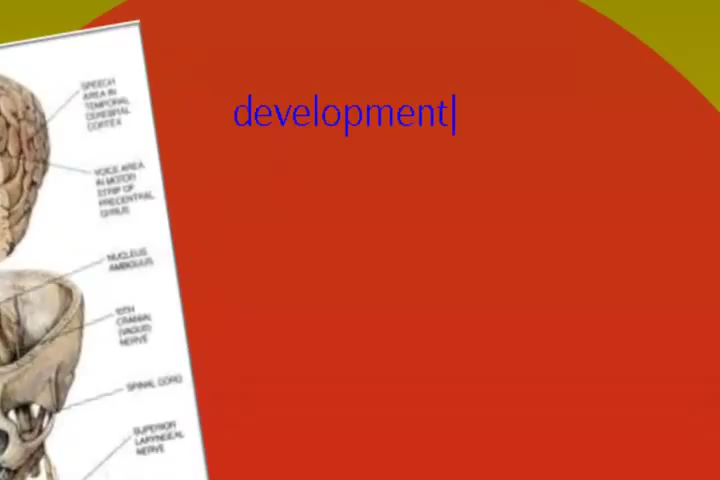 development|
SPEECH
AREA IN
TEMPORAL
CEREBRAL
CORTEX
VOICE AREA
IN MOTOR
STRIP OF
PRECENTRAL
GYRUS
NUCLEUS
AMBIGUUS
10TH
CRANIAL
(VAGUS)
NERVE
SPINAL CORD
SUPERIOR
LARYNGEAL
NERVE